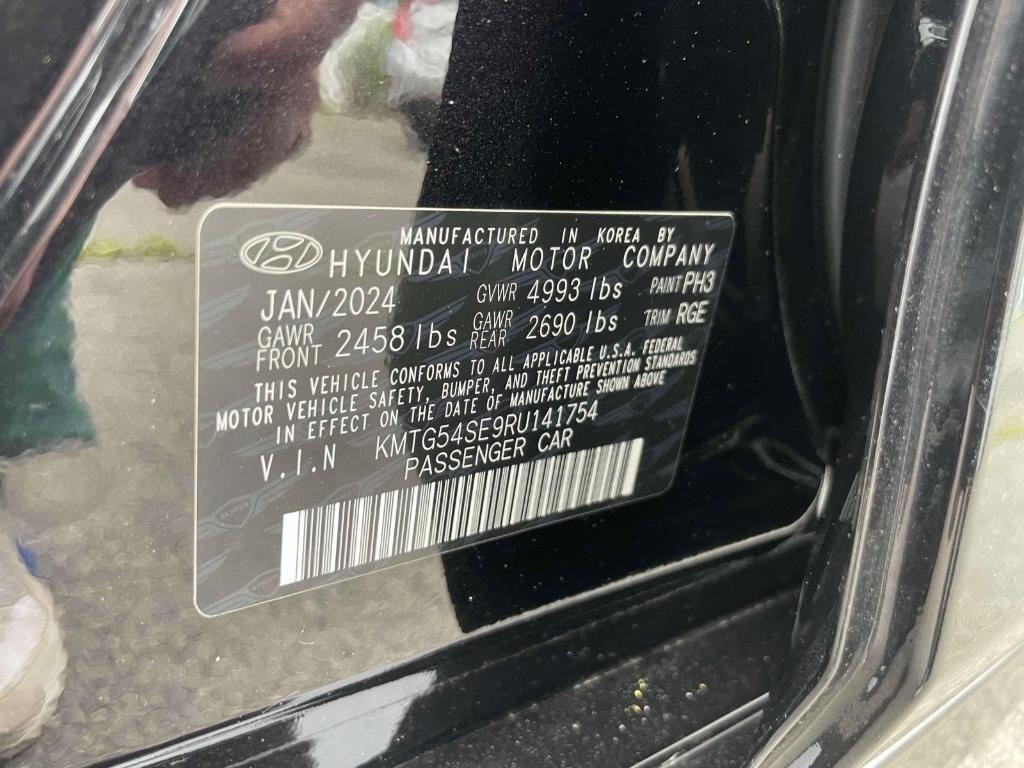 MANUFACTURED IN KOREA BY
HYUNDAI MOTOR COMPANY
JAN/2024 GVWR 4993 lbs PAINT PH3
GAWR FRONT 2458 lbs GAWR REAR 2690 lbs TRIM RGE
THIS VEHICLE CONFORMS TO ALL APPLICABLE U.S.A. FEDERAL
MOTOR VEHICLE SAFETY, BUMPER, AND THEFT PREVENTION STANDARDS
IN EFFECT ON THE DATE OF MANUFACTURE SHOWN ABOVE
V.I.N KMTG54SE9RU141754
PASSENGER CAR